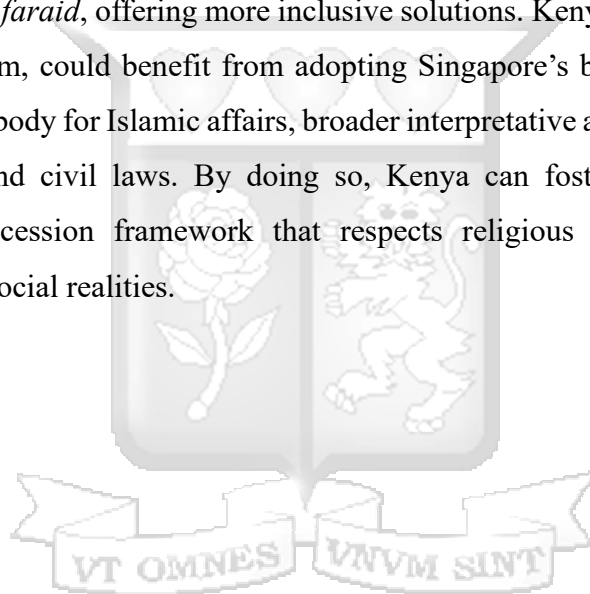 faraid, offering more inclusive solutions. Keny
m, could benefit from adopting Singapore’s b
body for Islamic affairs, broader interpretative a
nd civil laws. By doing so, Kenya can fost
cession framework that respects religious
ocial realities.
VT OMNES VNVM SINT